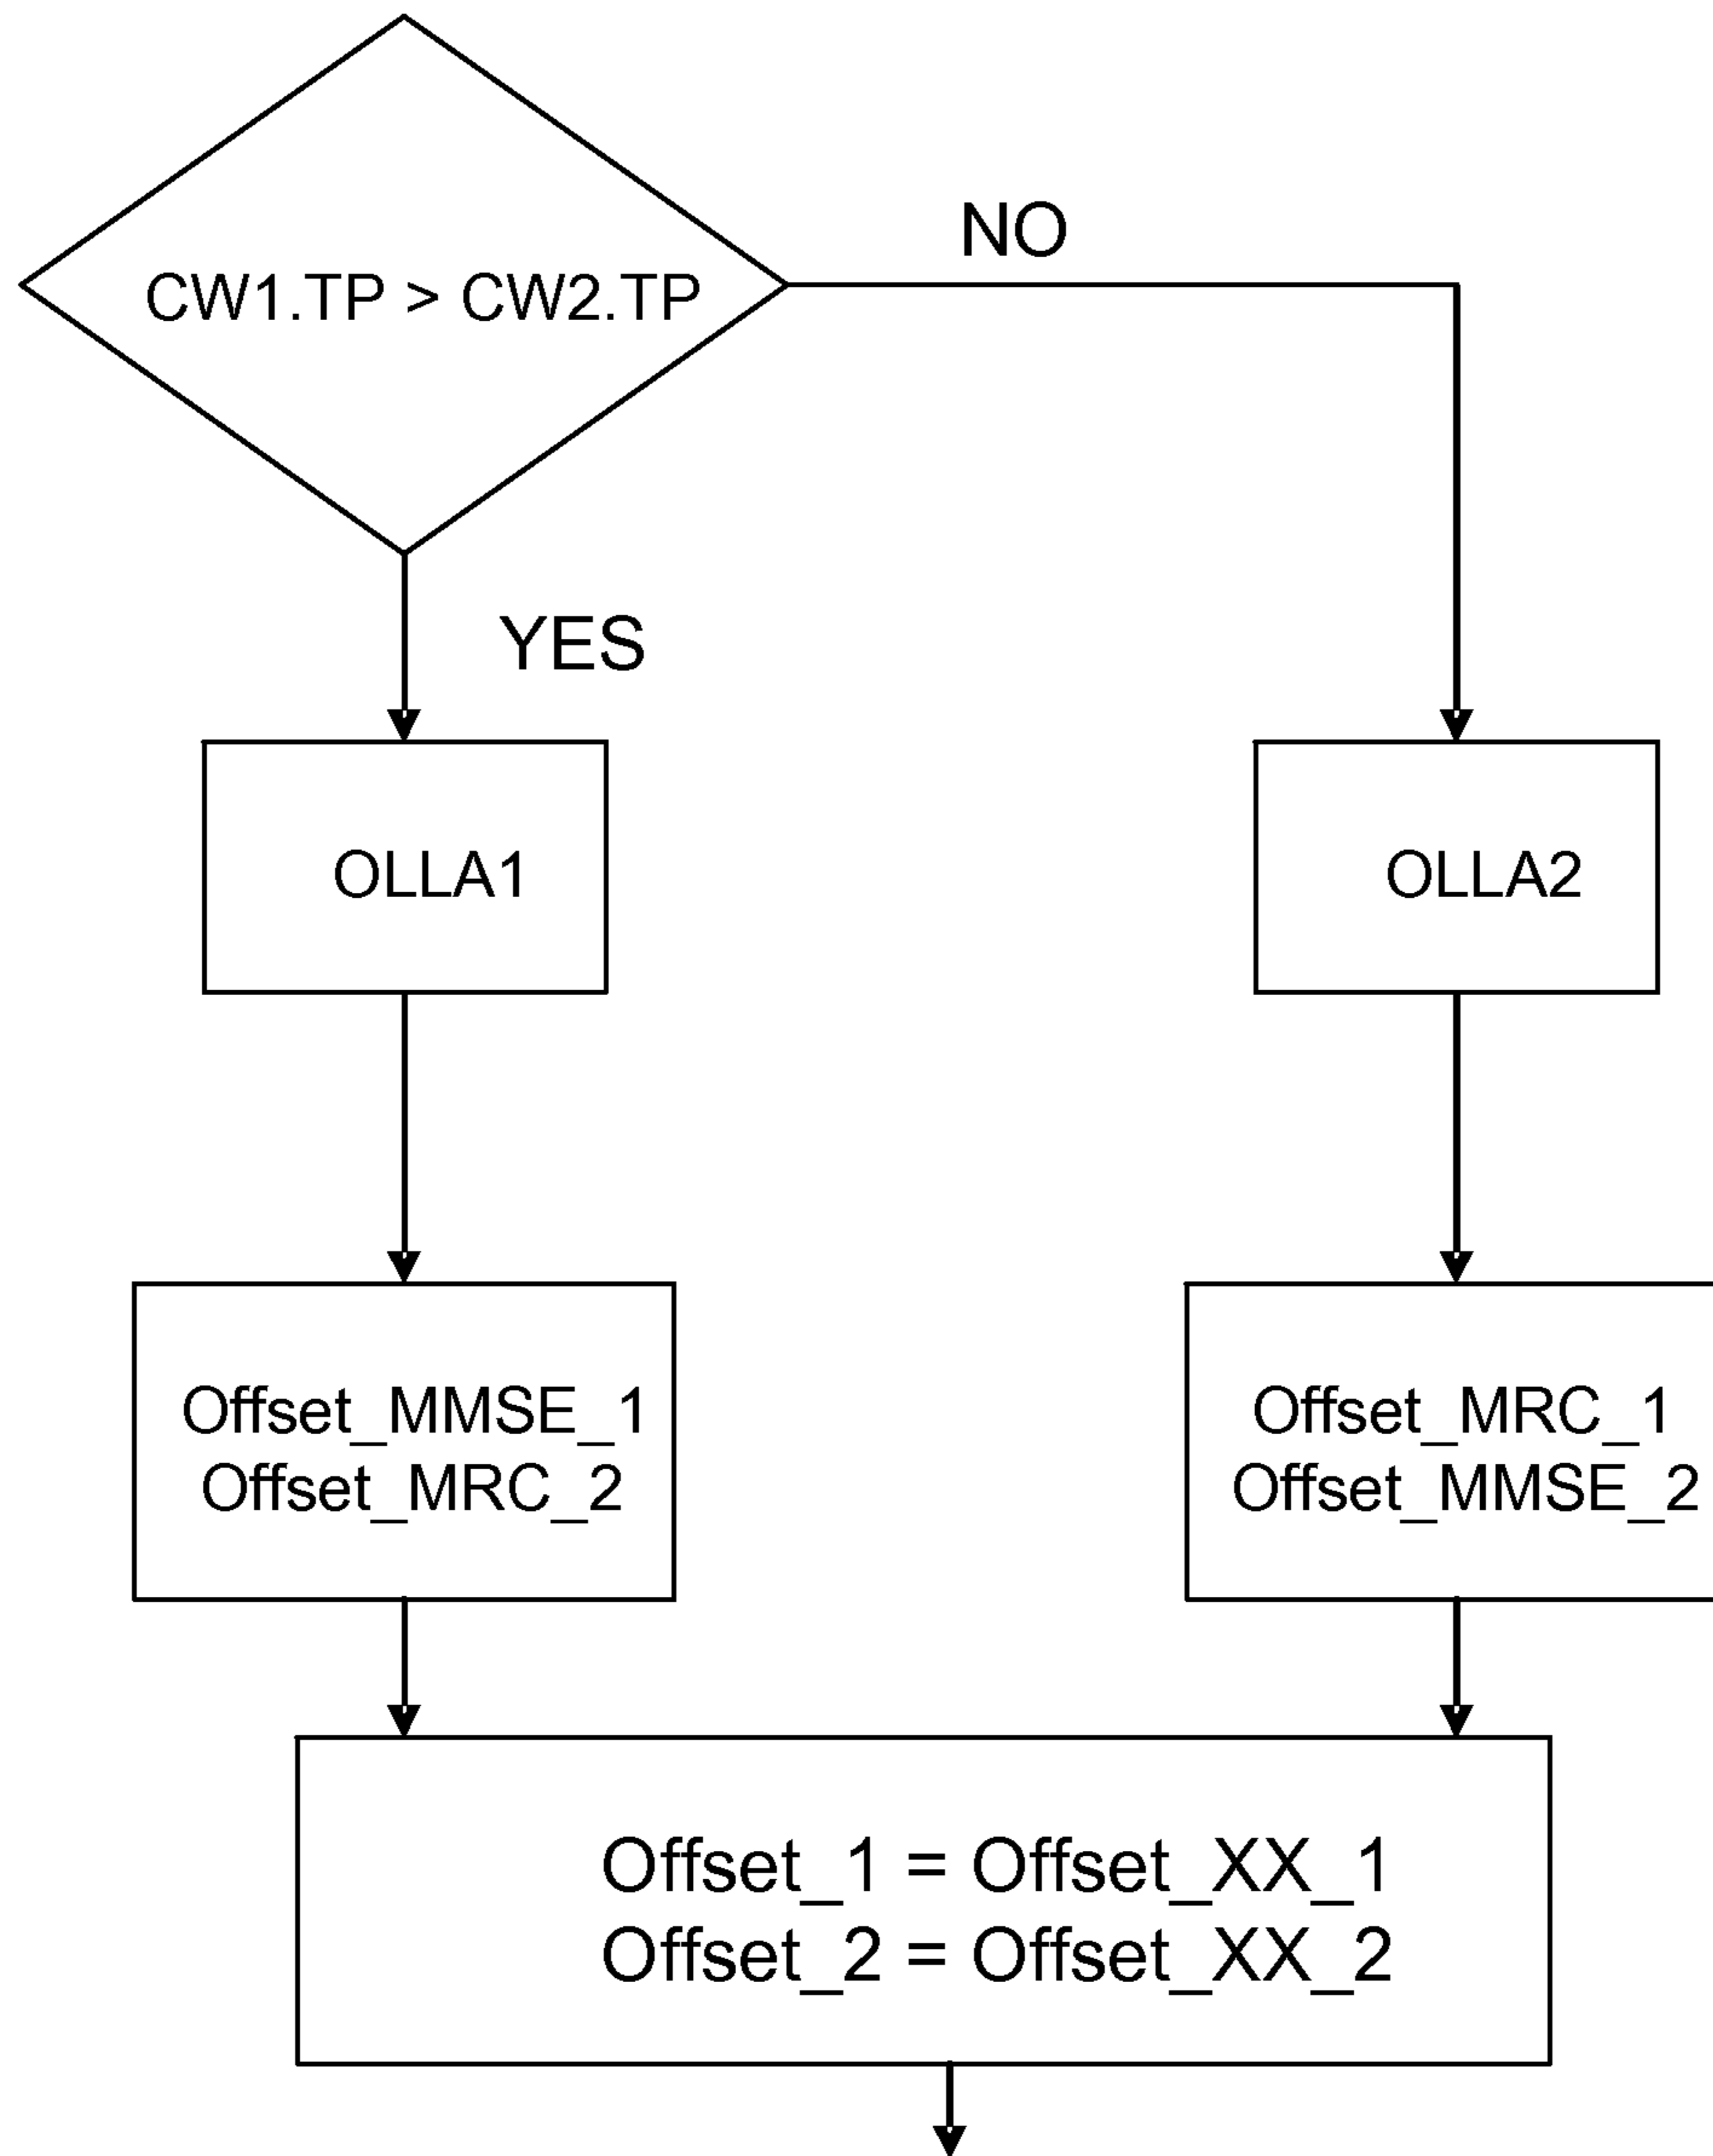 CW1.TP > CW2.TP
NO
YES
OLLA1
OLLA2
Offset_MMSE_1
Offset_MRC_2
Offset_MRC_1
Offset_MMSE_2
Offset_1 = Offset_XX_1
Offset_2 = Offset_XX_2